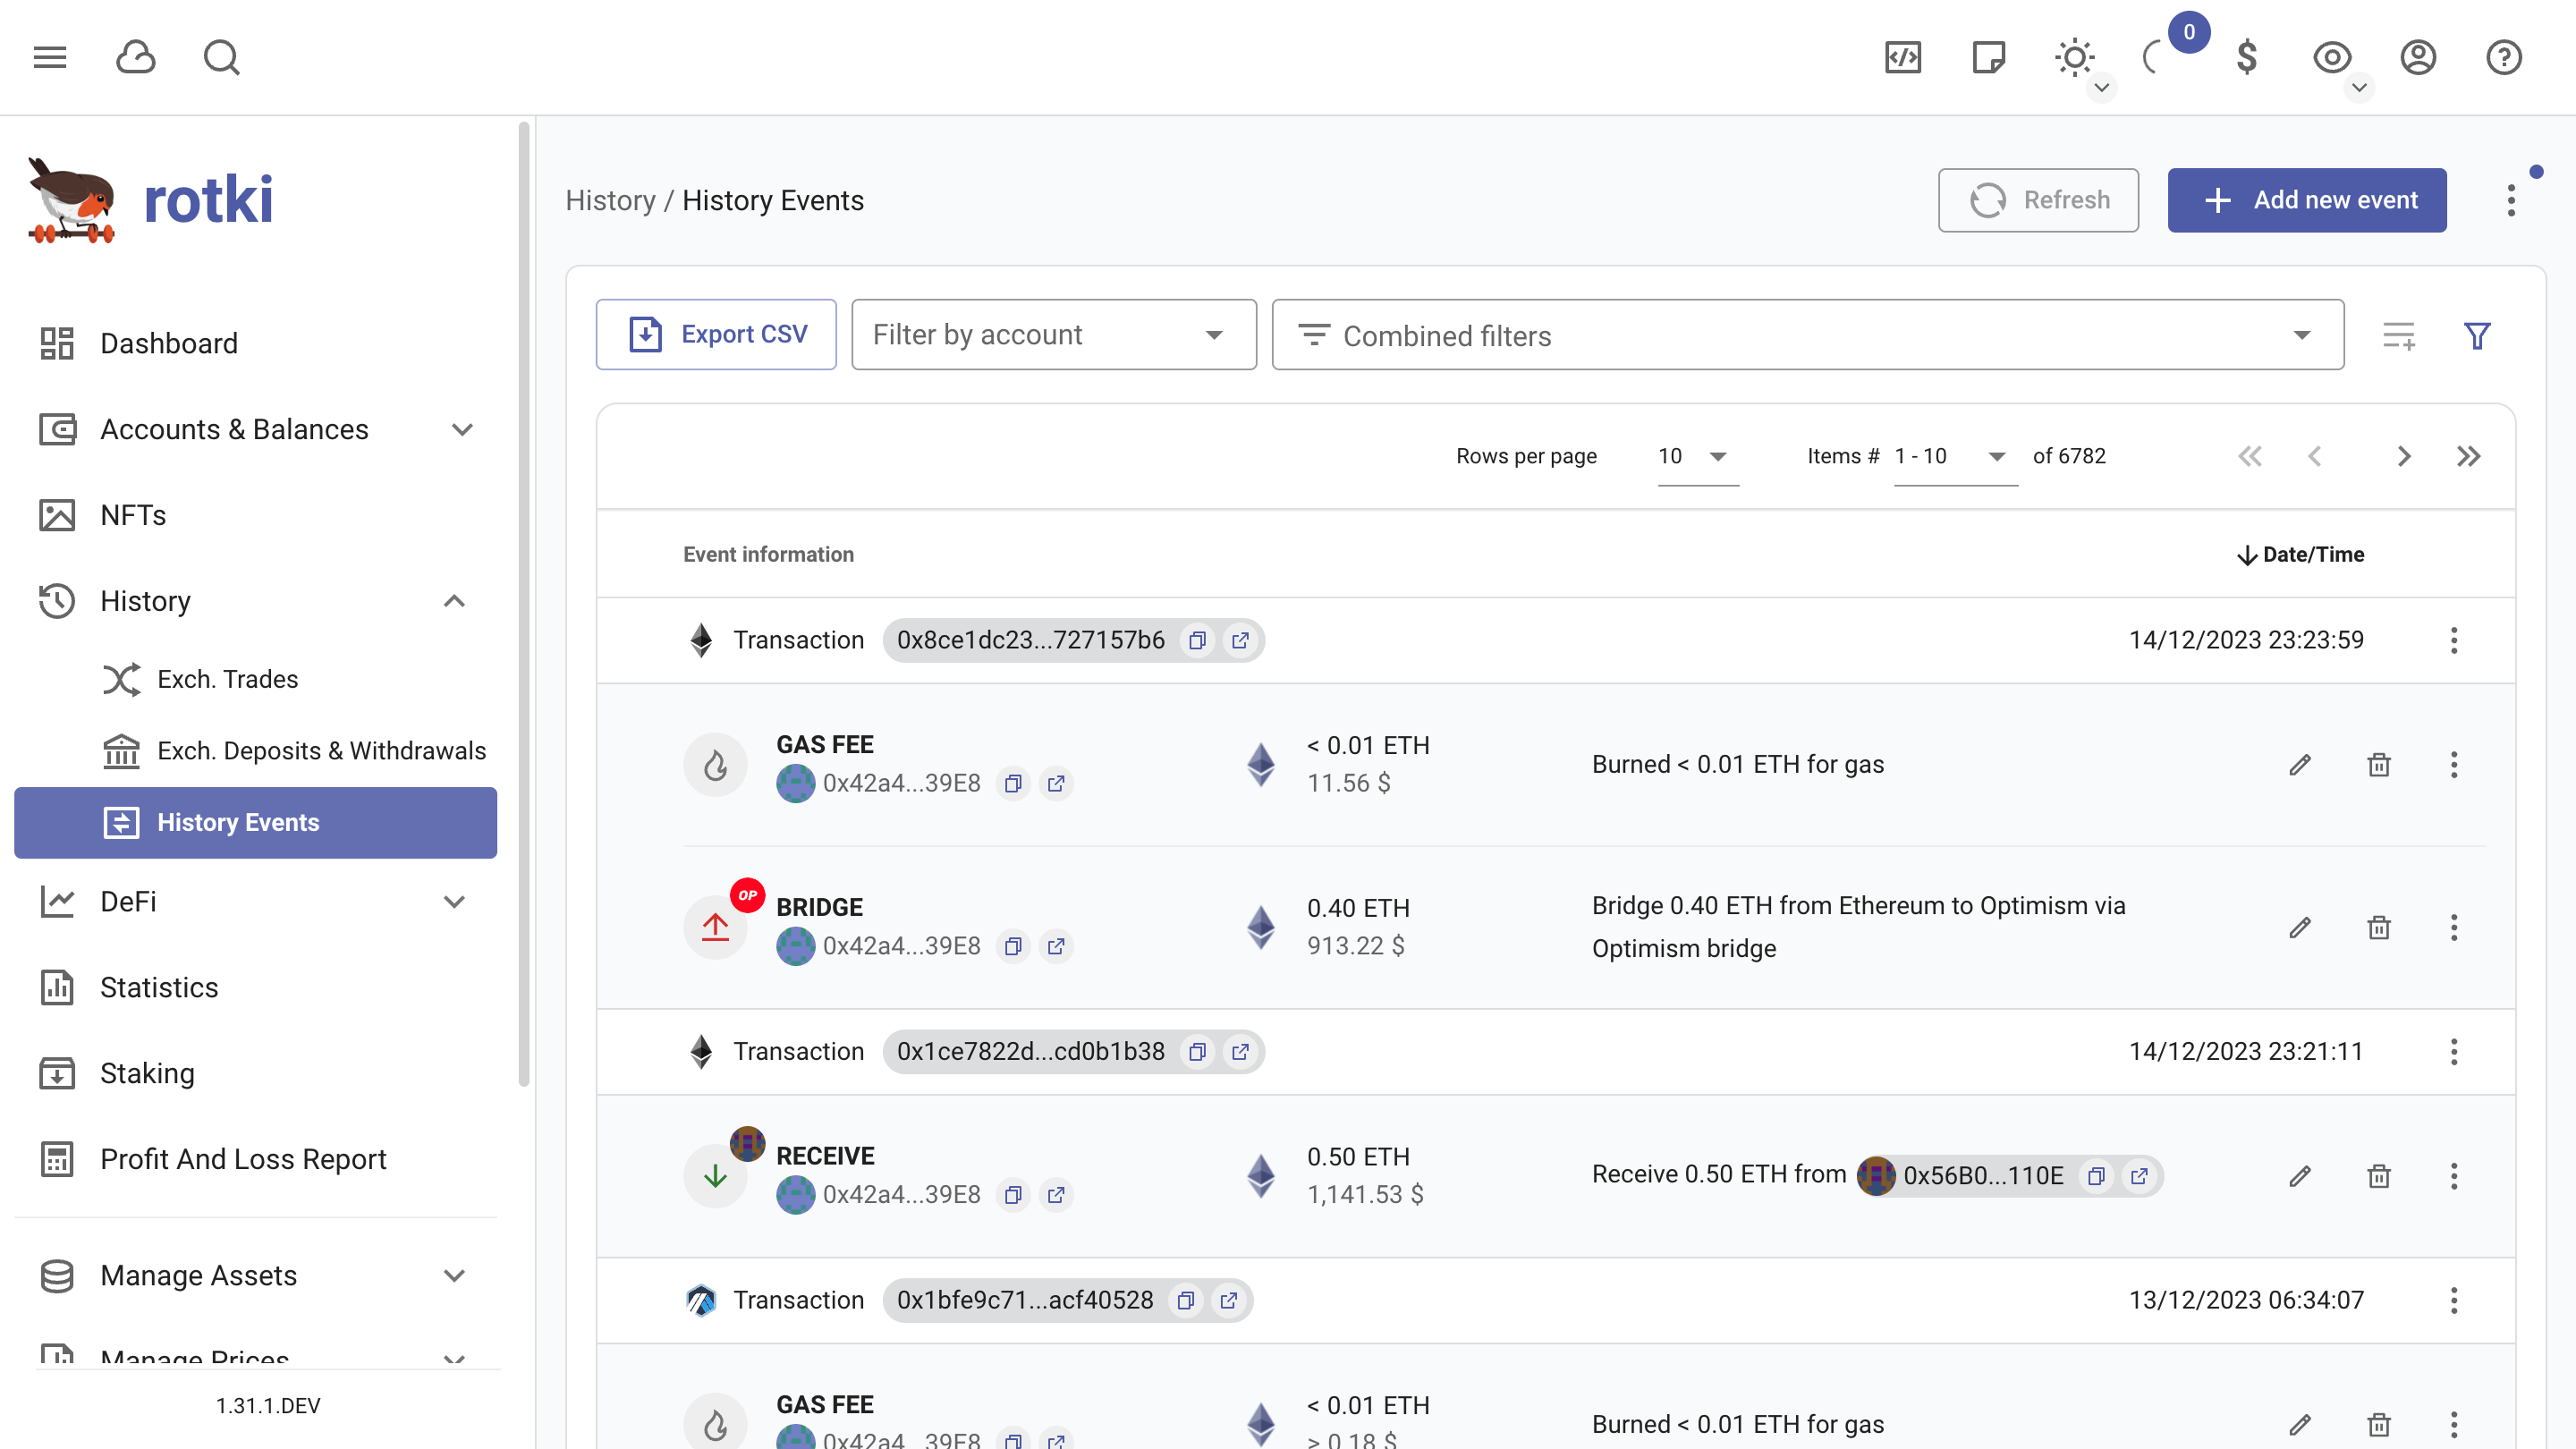 0
rotki
History / History Events
Refresh
Add new event
Dashboard
Accounts & Balances
NFTs
History
Exch. Trades
Exch. Deposits & Withdrawals
History Events
DeFi
Statistics
Staking
Profit And Loss Report
Manage Assets
Manage Prices
1.31.1.DEV
Export CSV
Filter by account
Combined filters
Rows per page 10 Items # 1 - 10 of 6782
Event information Date/Time
Transaction 0x8ce1dc23...727157b6 14/12/2023 23:23:59
GAS FEE
0x42a4...39E8
< 0.01 ETH
11.56 $
Burned < 0.01 ETH for gas
OP
BRIDGE
0x42a4...39E8
0.40 ETH
913.22 $
Bridge 0.40 ETH from Ethereum to Optimism via
Optimism bridge
Transaction 0x1ce7822d...cd0b1b38 14/12/2023 23:21:11
RECEIVE
0x42a4...39E8
0.50 ETH
1,141.53 $
Receive 0.50 ETH from 0x56B0...110E
Transaction 0x1bfe9c71...acf40528 13/12/2023 06:34:07
GAS FEE
0x42a4...39E8
< 0.01 ETH
> 0.18 $
Burned < 0.01 ETH for gas